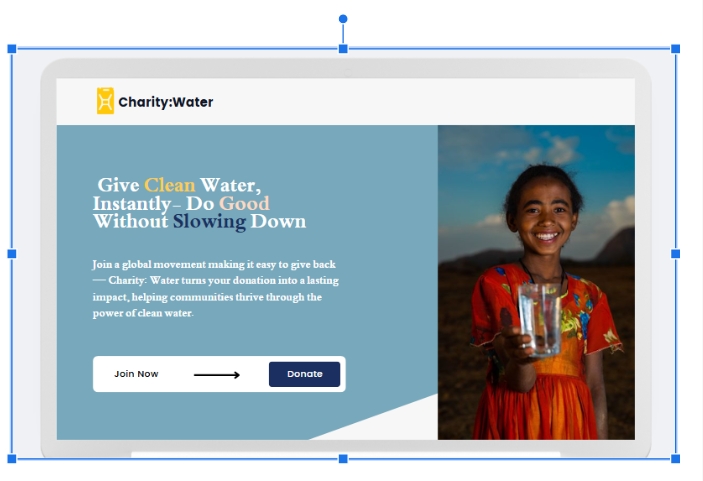 Charity:Water
Give Clean Water,
Instantly– Do Good
Without Slowing Down
Join a global movement making it easy to give back
— Charity: Water turns your donation into a lasting
impact, helping communities thrive through the
power of clean water.
Join Now
Donate